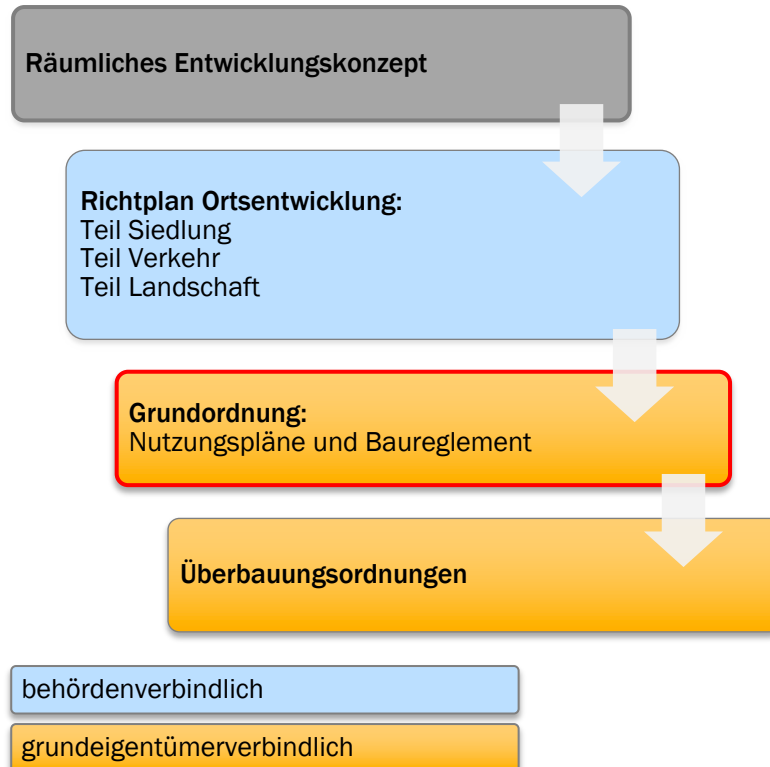 Räumliches Entwicklungskonzept
Richtplan Ortsentwicklung:
Teil Siedlung
Teil Verkehr
Teil Landschaft
Grundordnung:
Nutzungspläne und Baureglement
Überbauungsordnungen
behördenverbindlich
grundeigentümerverbindlich